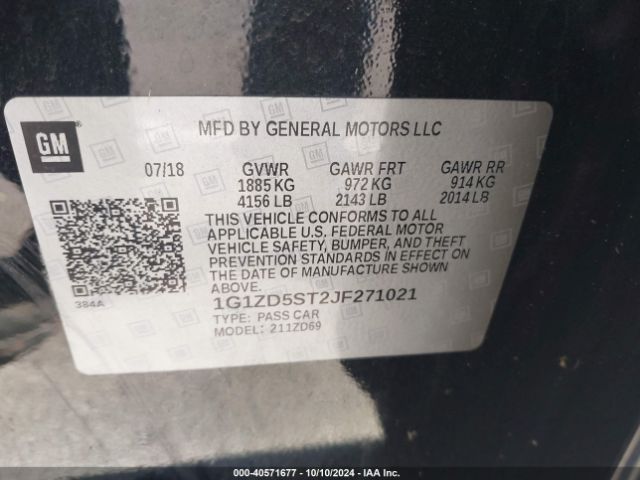 GM
MFD BY GENERAL MOTORS LLC
07/18 GVWR GAWR FRT GAWR RR
1885 KG 972 KG 914 KG
4156 LB 2143 LB 2014 LB
THIS VEHICLE CONFORMS TO ALL
APPLICABLE U.S. FEDERAL MOTOR
VEHICLE SAFETY, BUMPER, AND THEFT
PREVENTION STANDARDS IN EFFECT ON
THE DATE OF MANUFACTURE SHOWN
ABOVE.
384A
1G1ZD5ST2JF271021
TYPE: PASS CAR
MODEL: 211ZD69
000-40571677 - 10/10/2024 - IAA Inc.